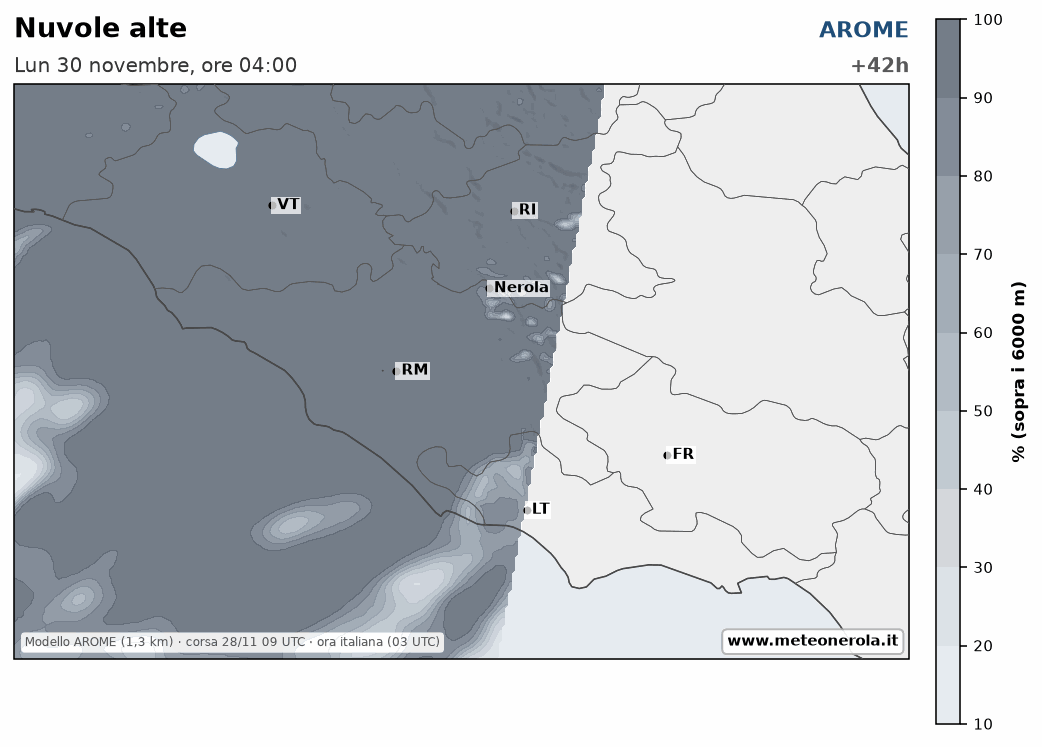 Nuvole alte
AROME
Lun 30 novembre, ore 04:00
+42h
VT
RI
Nerola
RM
FR
LT
Modello AROME (1,3 km) · corsa 28/11 09 UTC · ora italiana (03 UTC)
www.meteonerola.it
100
90
80
70
60
50
40
30
20
10
% (sopra i 6000 m)